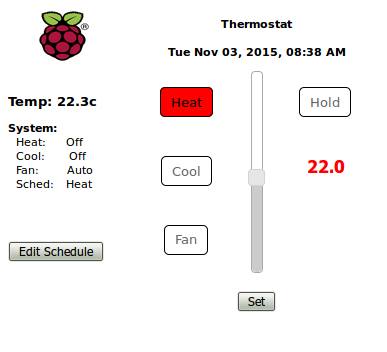 ®
Thermostat
Tue Nov 03, 2015, 08:38 AM
Temp: 22.3c
System:
Heat: Off
Cool: Off
Fan: Auto
Sched: Heat
Edit Schedule
Heat
Cool
Fan
Hold
22.0
Set